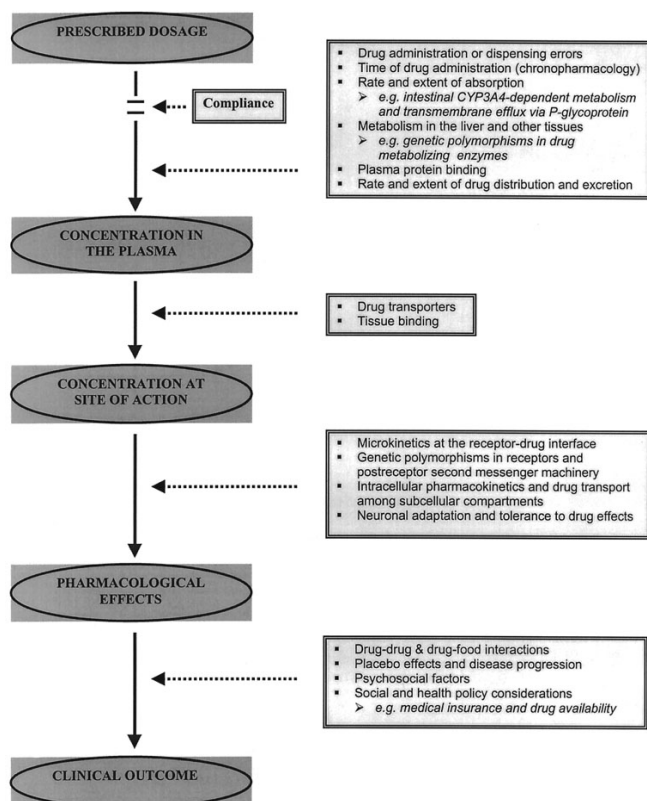 PRESCRIBED DOSAGE
Compliance
▪ Drug administration or dispensing errors
▪ Time of drug administration (chronopharmacology)
▪ Rate and extent of absorption
➢ e.g. intestinal CYP3A4-dependent metabolism
and transmembrane efflux via P-glycoprotein
▪ Metabolism in the liver and other tissues
➢ e.g. genetic polymorphisms in drug
metabolizing enzymes
▪ Plasma protein binding
▪ Rate and extent of drug distribution and excretion
CONCENTRATION IN
THE PLASMA
▪ Drug transporters
▪ Tissue binding
CONCENTRATION AT
SITE OF ACTION
▪ Microkinetics at the receptor-drug interface
▪ Genetic polymorphisms in receptors and
postreceptor second messenger machinery
▪ Intracellular pharmacokinetics and drug transport
among subcellular compartments
▪ Neuronal adaptation and tolerance to drug effects
PHARMACOLOGICAL
EFFECTS
▪ Drug-drug & drug-food interactions
▪ Placebo effects and disease progression
▪ Psychosocial factors
▪ Social and health policy considerations
➢ e.g. medical insurance and drug availability
CLINICAL OUTCOME